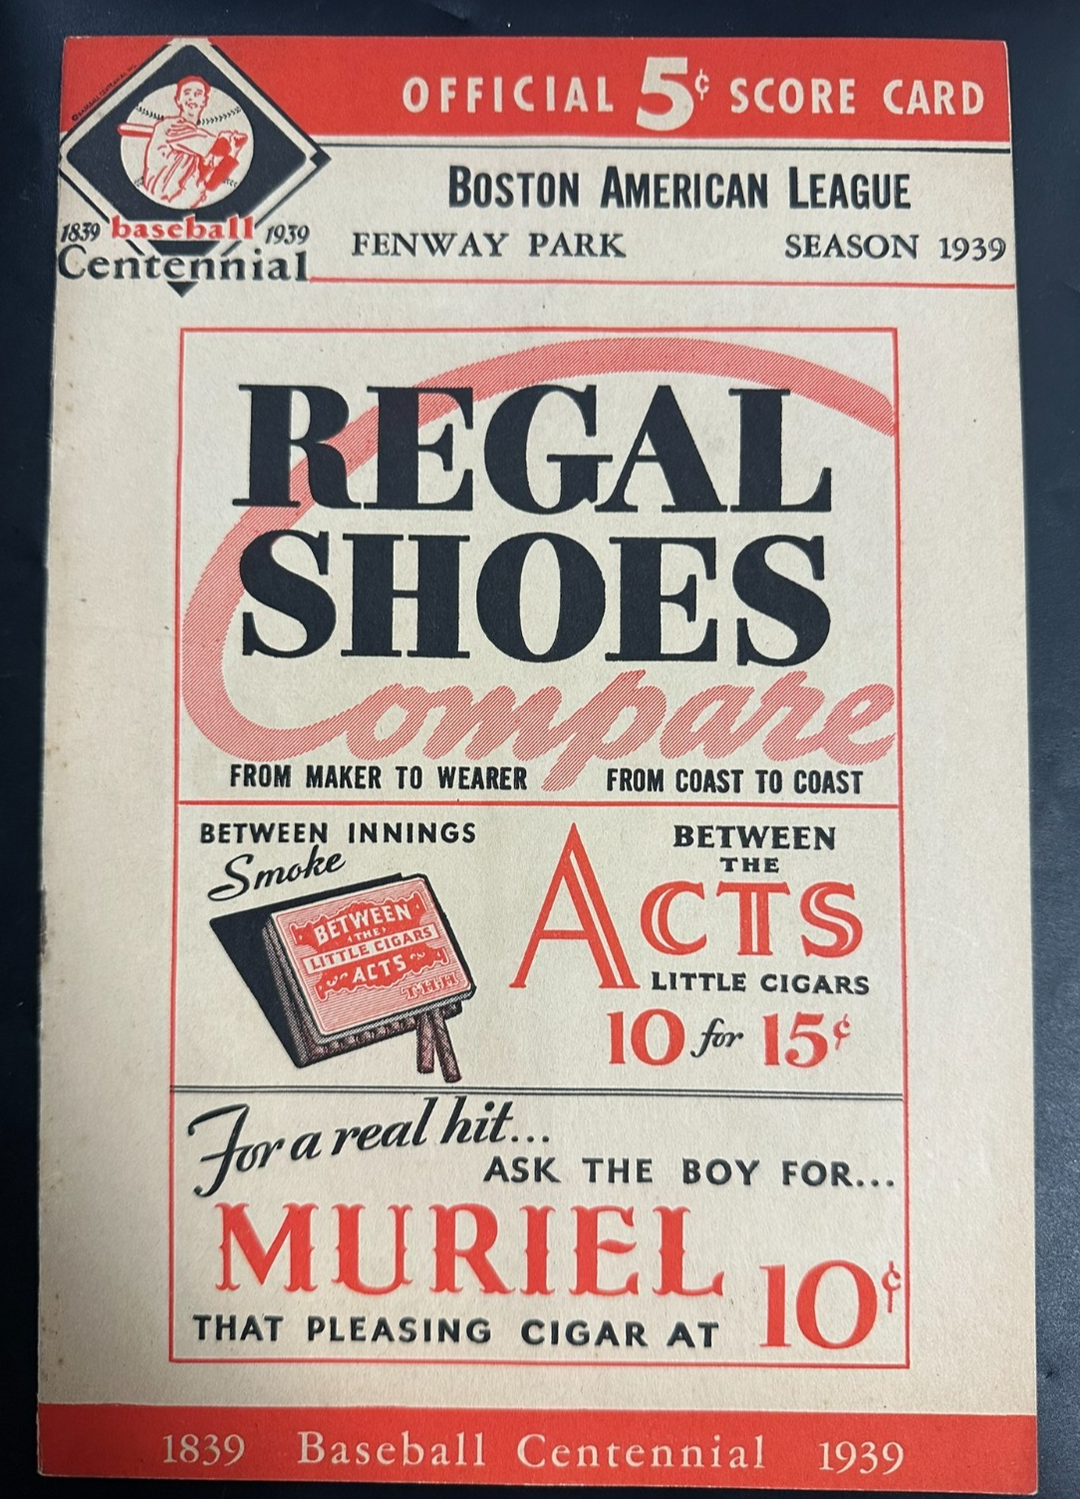 OFFICIAL 5¢ SCORE CARD
BOSTON AMERICAN LEAGUE
FENWAY PARK SEASON 1939
1839 baseball 1939
Centennial
REGAL
SHOES
Compare
FROM MAKER TO WEARER FROM COAST TO COAST
BETWEEN INNINGS
Smoke
BETWEEN
(THE)
LITTLE CIGARS
ACTS
T·H·H
BETWEEN
THE
ACTS
LITTLE CIGARS
10 for 15¢
For a real hit...
ASK THE BOY FOR...
MURIEL
THAT PLEASING CIGAR AT 10¢
1839 Baseball Centennial 1939